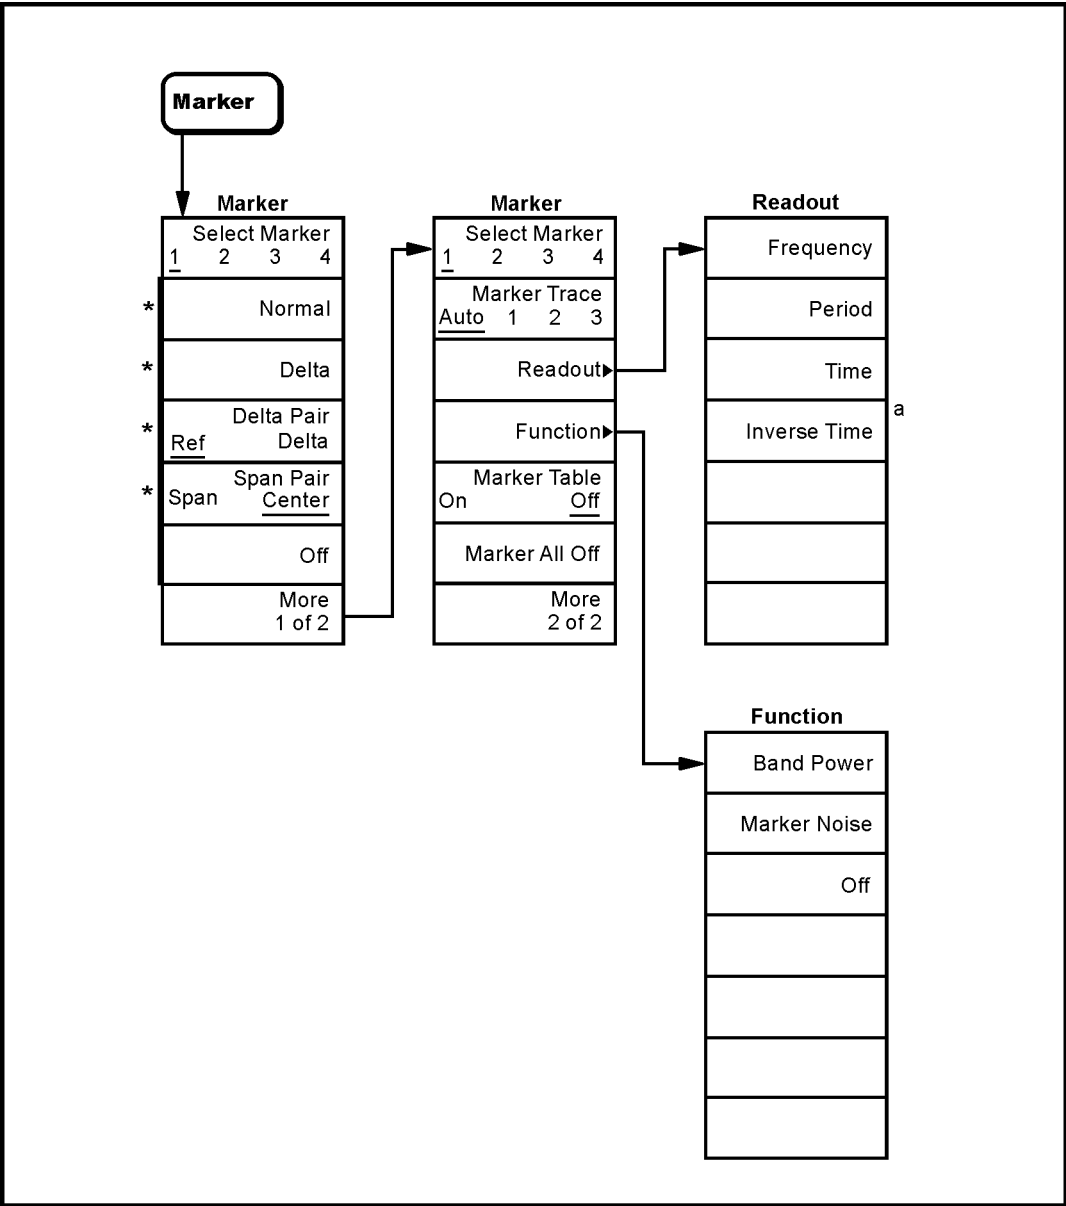 Marker
Marker
Select Marker
1 2 3 4
* Normal
* Delta
Delta Pair
* Ref Delta
Span Pair
* Span Center
Off
More
1 of 2
Marker
Select Marker
1 2 3 4
Marker Trace
Auto 1 2 3
Readout
Function
Marker Table
On Off
Marker All Off
More
2 of 2
Readout
Frequency
Period
Time
a
Inverse Time
Function
Band Power
Marker Noise
Off